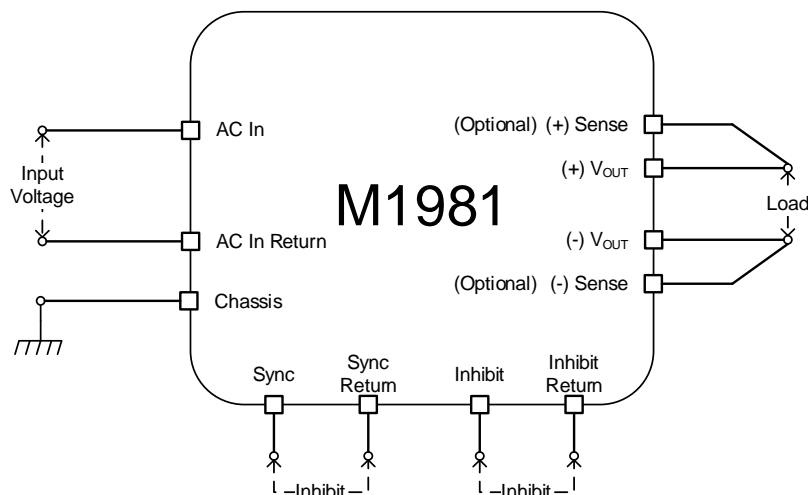 AC In
(Optional) (+) Sense
(+) VOUT
Input
Voltage
M1981
Load
AC In Return
(-) VOUT
(Optional) (-) Sense
Chassis
Sync
Sync
Return
Inhibit
Inhibit
Return
Inhibit
Inhibit